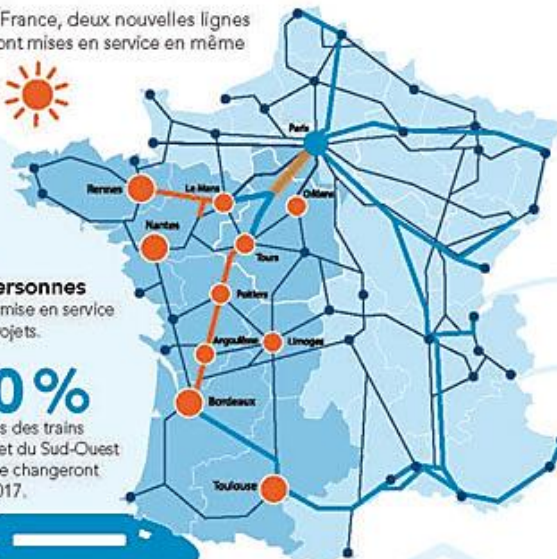 France, deux nouvelles lignes
ont mises en service en même
Paris
Rennes
Le Mans
Orléans
Nantes
Tours
ersonnes
mise en service
ojets.
Poitiers
Angoulême
Limoges
0 %
s des trains
et du Sud-Ouest
e changeront
017.
Bordeaux
Toulouse